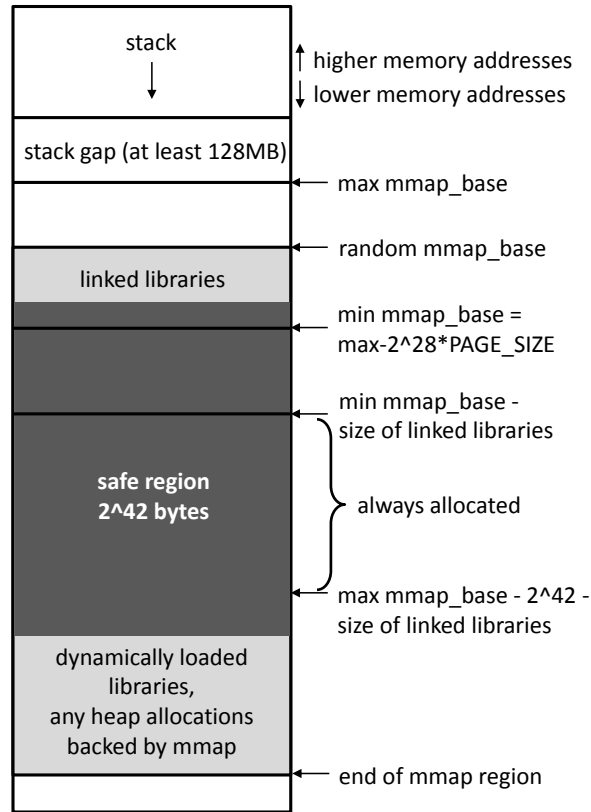 stack
↑ higher memory addresses
↓ lower memory addresses
stack gap (at least 128MB)
max mmap_base
random mmap_base
linked libraries
min mmap_base =
max-2^28*PAGE_SIZE
min mmap_base -
size of linked libraries
safe region
2^42 bytes
always allocated
max mmap_base - 2^42 -
size of linked libraries
dynamically loaded
libraries,
any heap allocations
backed by mmap
end of mmap region